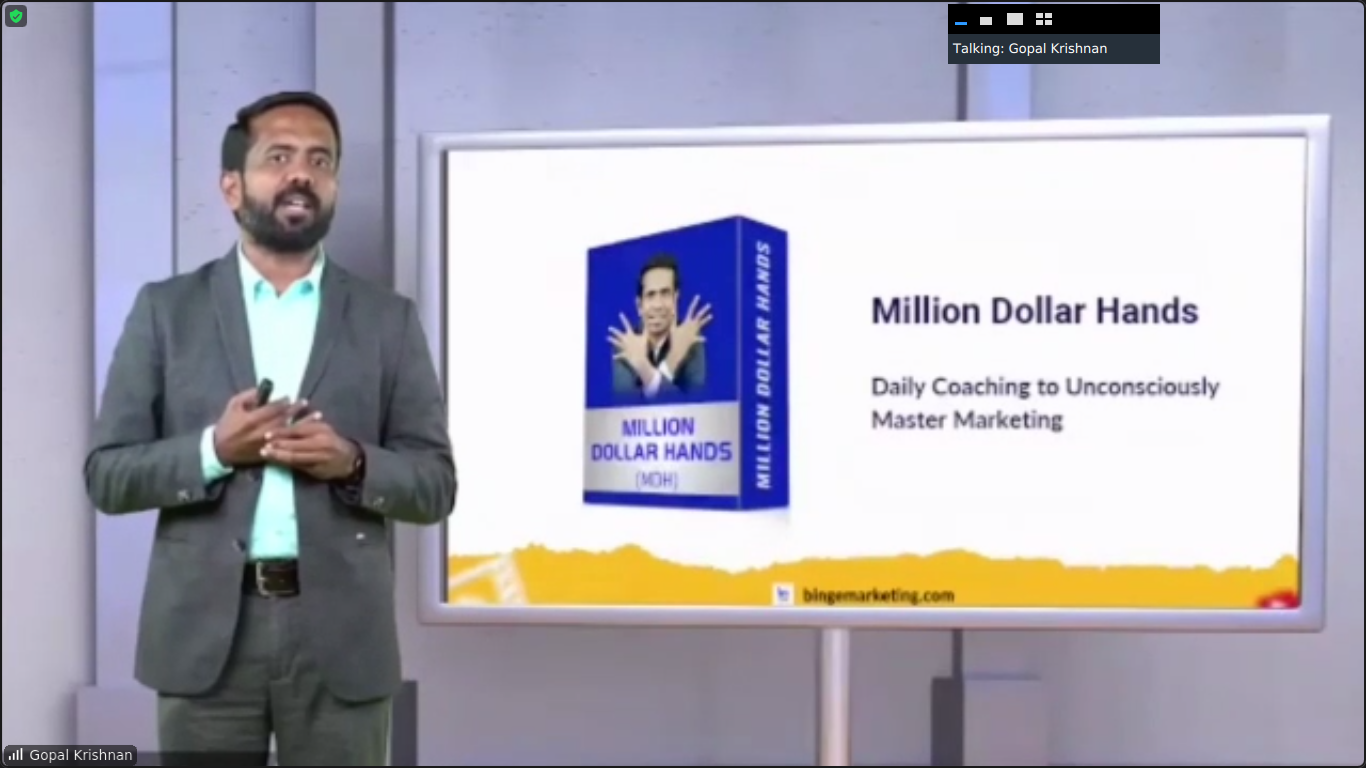 Talking: Gopal Krishnan
MILLION
DOLLAR HANDS
(MDH)
MILLION DOLLAR HANDS
Million Dollar Hands
Daily Coaching to Unconsciously
Master Marketing
bingemarketing.com
Gopal Krishnan